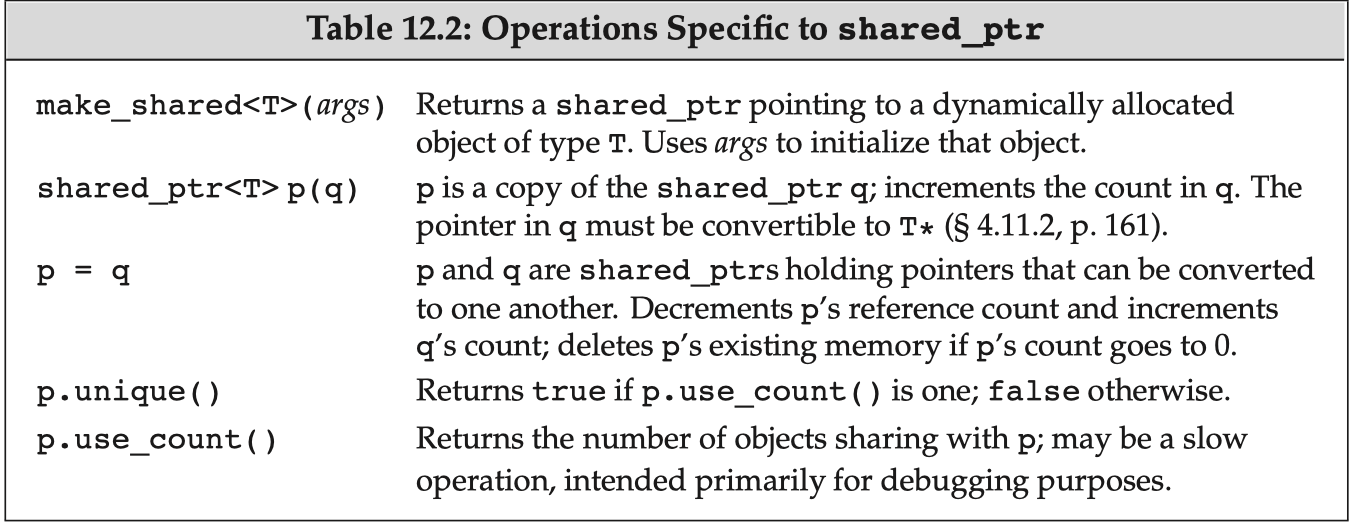 Table 12.2: Operations Specific to shared_ptr
make_shared<T>(args) Returns a shared_ptr pointing to a dynamically allocated
object of type T. Uses args to initialize that object.
shared_ptr<T> p(q) p is a copy of the shared_ptr q; increments the count in q. The
pointer in q must be convertible to T* (§ 4.11.2, p. 161).
p = q p and q are shared_ptrs holding pointers that can be converted
to one another. Decrements p’s reference count and increments
q’s count; deletes p’s existing memory if p’s count goes to 0.
p.unique() Returns true if p.use_count() is one; false otherwise.
p.use_count() Returns the number of objects sharing with p; may be a slow
operation, intended primarily for debugging purposes.